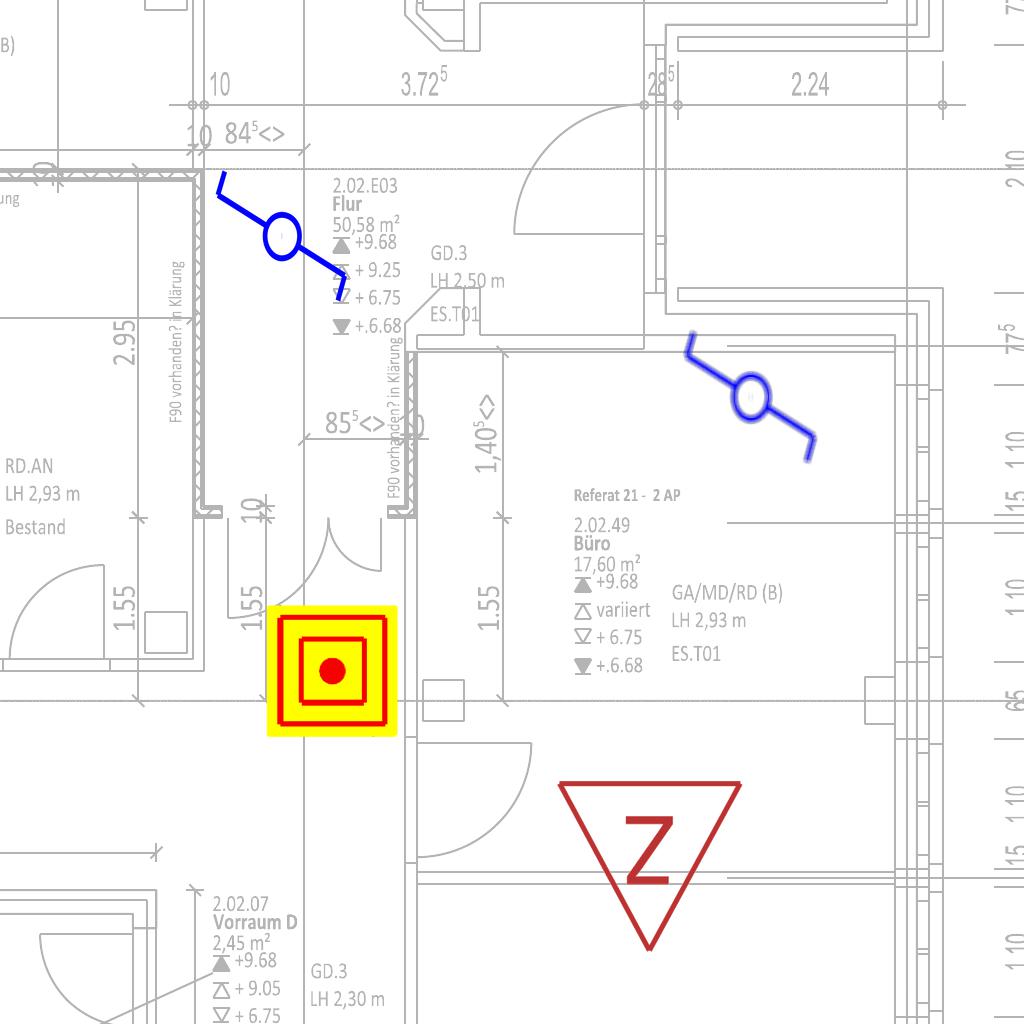 10
3.72⁵
28⁵
2.24
B)
10
84⁵<>
2.10
2.02.E03
Flur
50,58 m²
+9.68
+ 9.25
+ 6.75
+.6.68
GD.3
LH 2.50 m
ES.T01
F90 vorhanden? in Klärung
2.95
F90 vorhanden? in Klärung
77⁵
85⁵<>
1,40⁵<>
1 10
RD.AN
LH 2,93 m
Bestand
10
15
Referat 21 - 2 AP
2.02.49
Büro
17,60 m²
+9.68
variiert
+ 6.75
+.6.68
GA/MD/RD (B)
LH 2,93 m
ES.T01
1.55
1.55
1.55
1 10
65
1 10
Z
15
1 10
2.02.07
Vorraum D
2,45 m²
+9.68
+ 9.05
+ 6.75
GD.3
LH 2,30 m